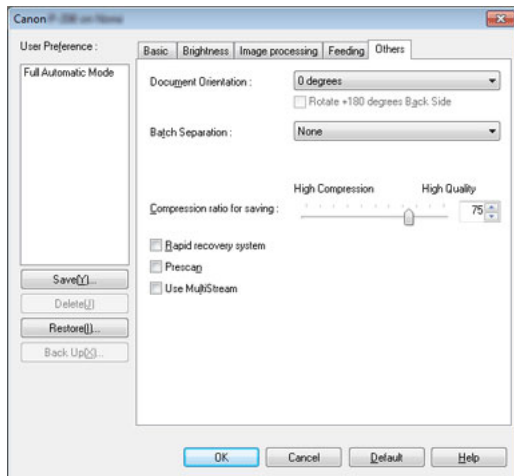 Canon
User Preference :
Full Automatic Mode
Save(Y)...
Delete(J)
Restore(I)...
Back Up(X)...
Basic Brightness Image processing Feeding Others
Document Orientation : 0 degrees
Rotate +180 degrees Back Side
Batch Separation : None
High Compression High Quality
Compression ratio for saving : 75
Rapid recovery system
Prescan
Use MultiStream
OK Cancel Default Help